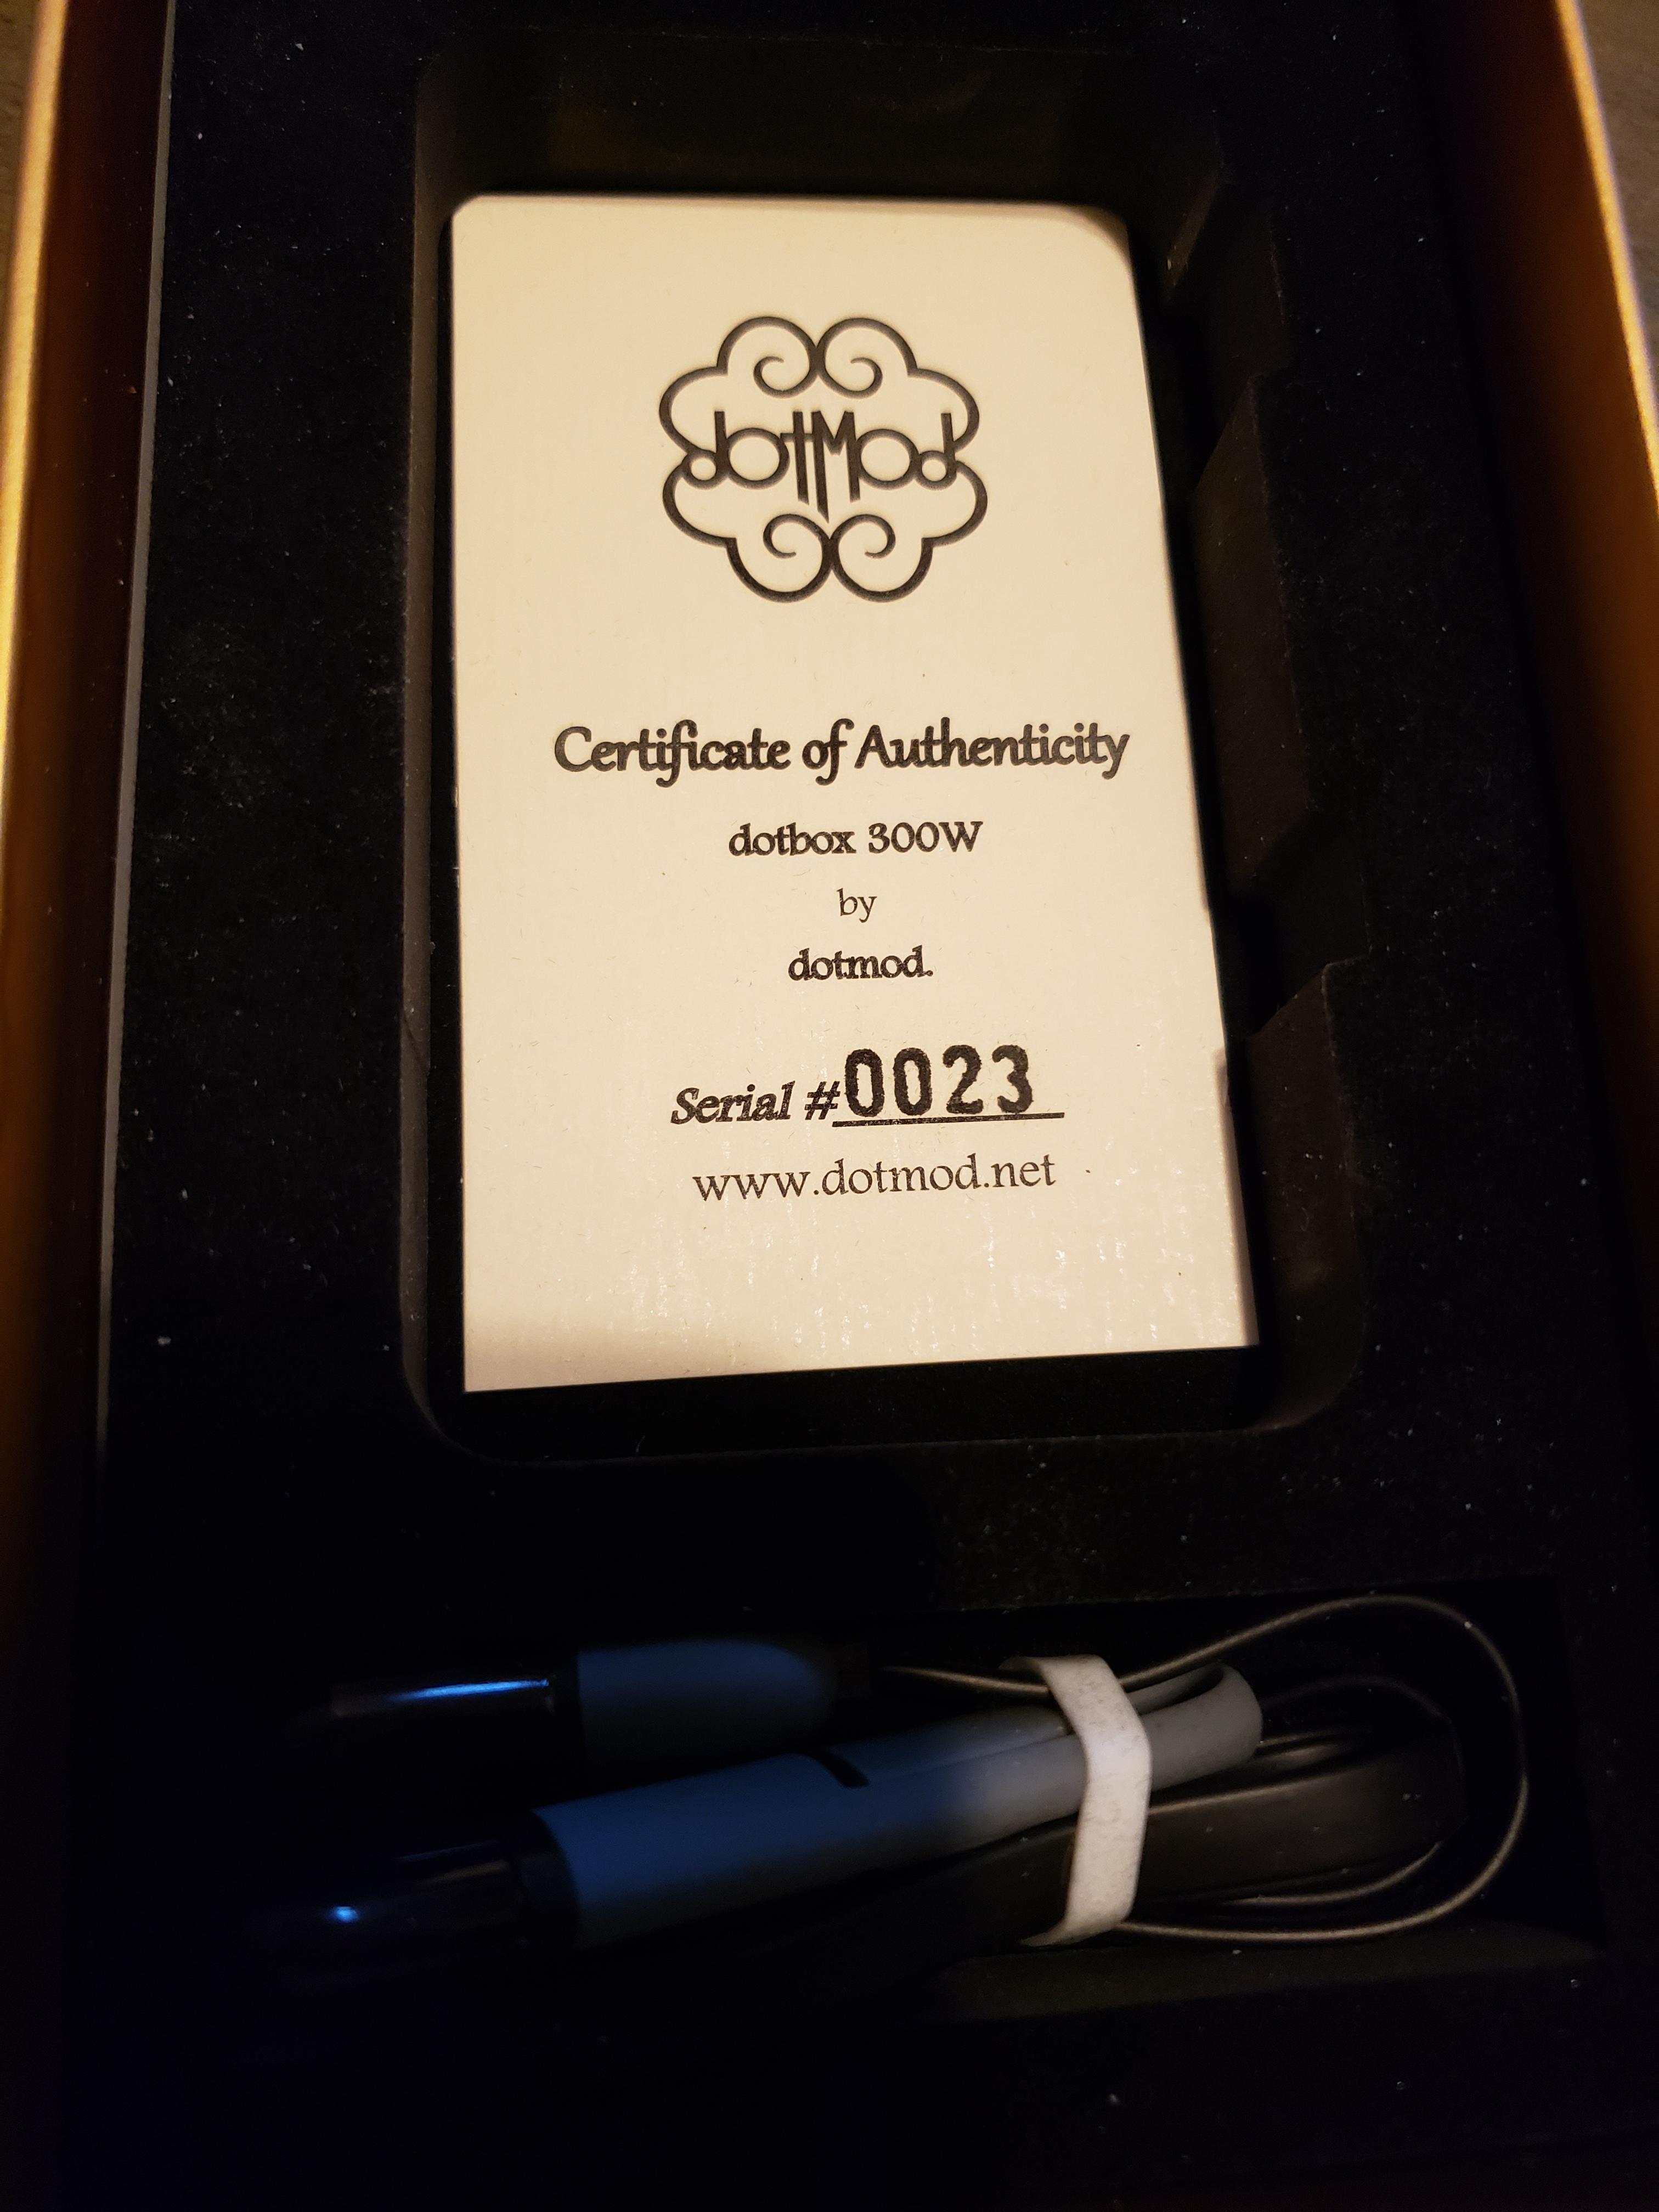 dotMod
Certificate of Authenticity
dotbox 300W
by
dotmod.
Serial #0023
www.dotmod.net